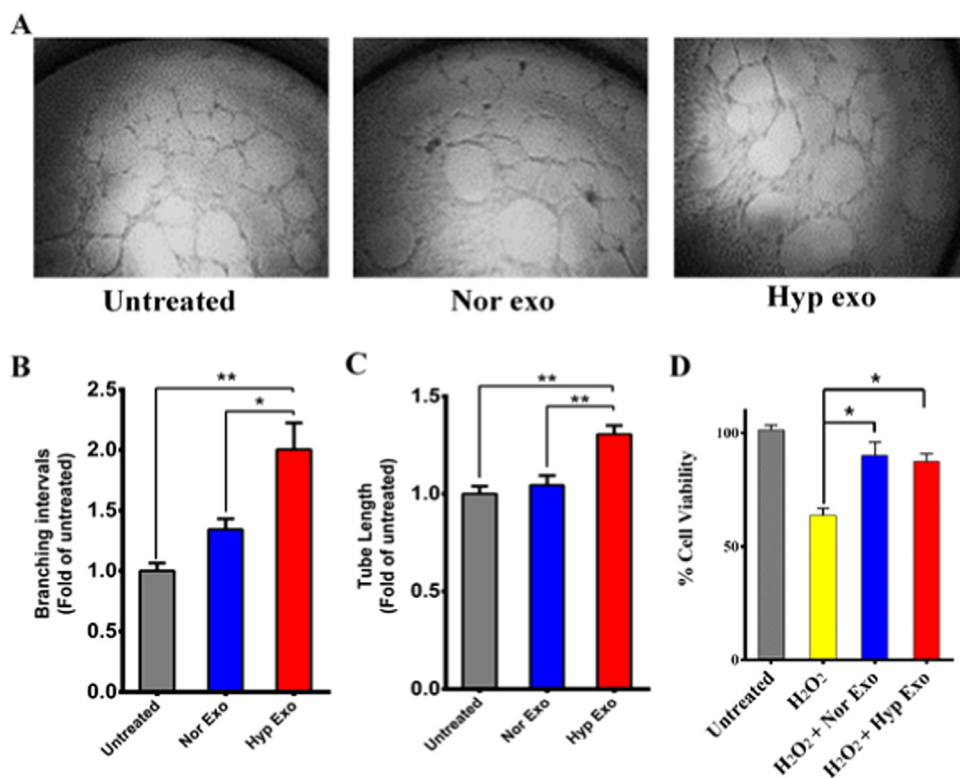 A
Untreated
Nor exo
Hyp exo
B
Branching intervals
(Fold of untreated)
2.5
2.0
1.5
1.0
0.5
0.0
**
*
Untreated
Nor Exo
Hyp Exo
C
Tube Length
(Fold of untreated)
1.5
1.0
0.5
0.0
**
**
Untreated
Nor Exo
Hyp Exo
D
% Cell Viability
100
50
0
*
*
Untreated
H₂O₂
H₂O₂ + Nor Exo
H₂O₂ + Hyp Exo